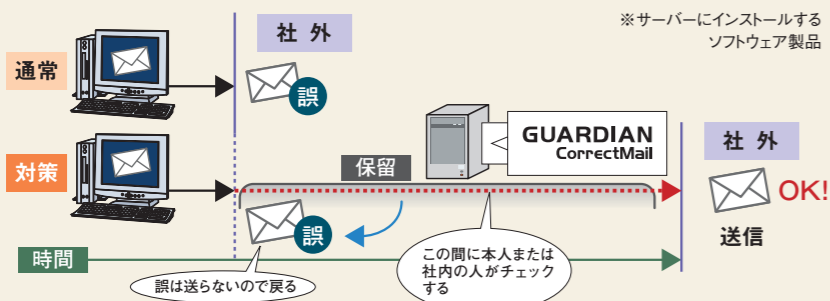 ※サーバーにインストールする
ソフトウェア製品
社 外
通常
誤
GUARDIAN
CorrectMail
社 外
対策
保留
OK!
誤
送信
この間に本人または
社内の人がチェック
する
時間
誤は送らないので戻る